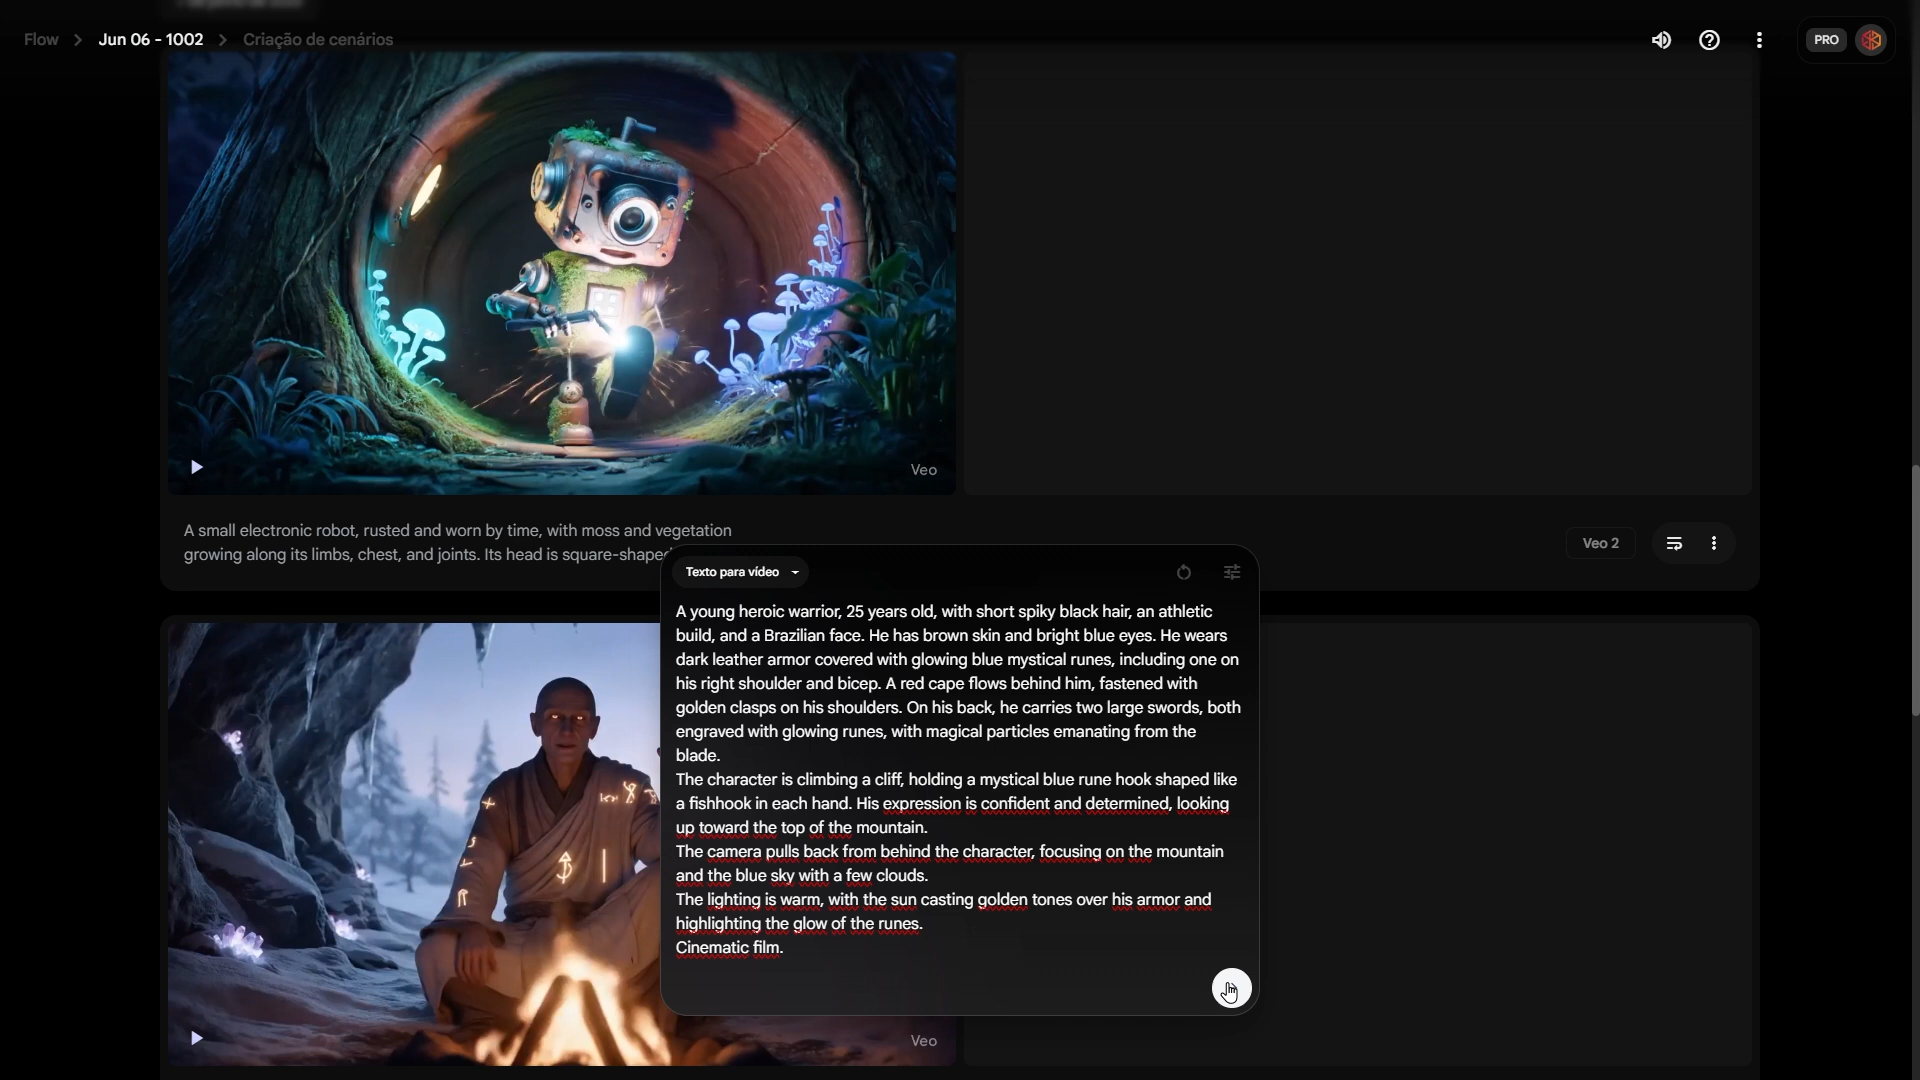 Flow
Jun 06 - 1002
Criação de cenários
PRO
Veo
A small electronic robot, rusted and worn by time, with moss and vegetation
growing along its limbs, chest, and joints. Its head is square-shaped
Veo 2
Texto para vídeo
A young heroic warrior, 25 years old, with short spiky black hair, an athletic
build, and a Brazilian face. He has brown skin and bright blue eyes. He wears
dark leather armor covered with glowing blue mystical runes, including one on
his right shoulder and bicep. A red cape flows behind him, fastened with
golden clasps on his shoulders. On his back, he carries two large swords, both
engraved with glowing runes, with magical particles emanating from the
blade.
The character is climbing a cliff, holding a mystical blue rune hook shaped like
a fishhook in each hand. His expression is confident and determined, looking
up toward the top of the mountain.
The camera pulls back from behind the character, focusing on the mountain
and the blue sky with a few clouds.
The lighting is warm, with the sun casting golden tones over his armor and
highlighting the glow of the runes.
Cinematic film.
Veo